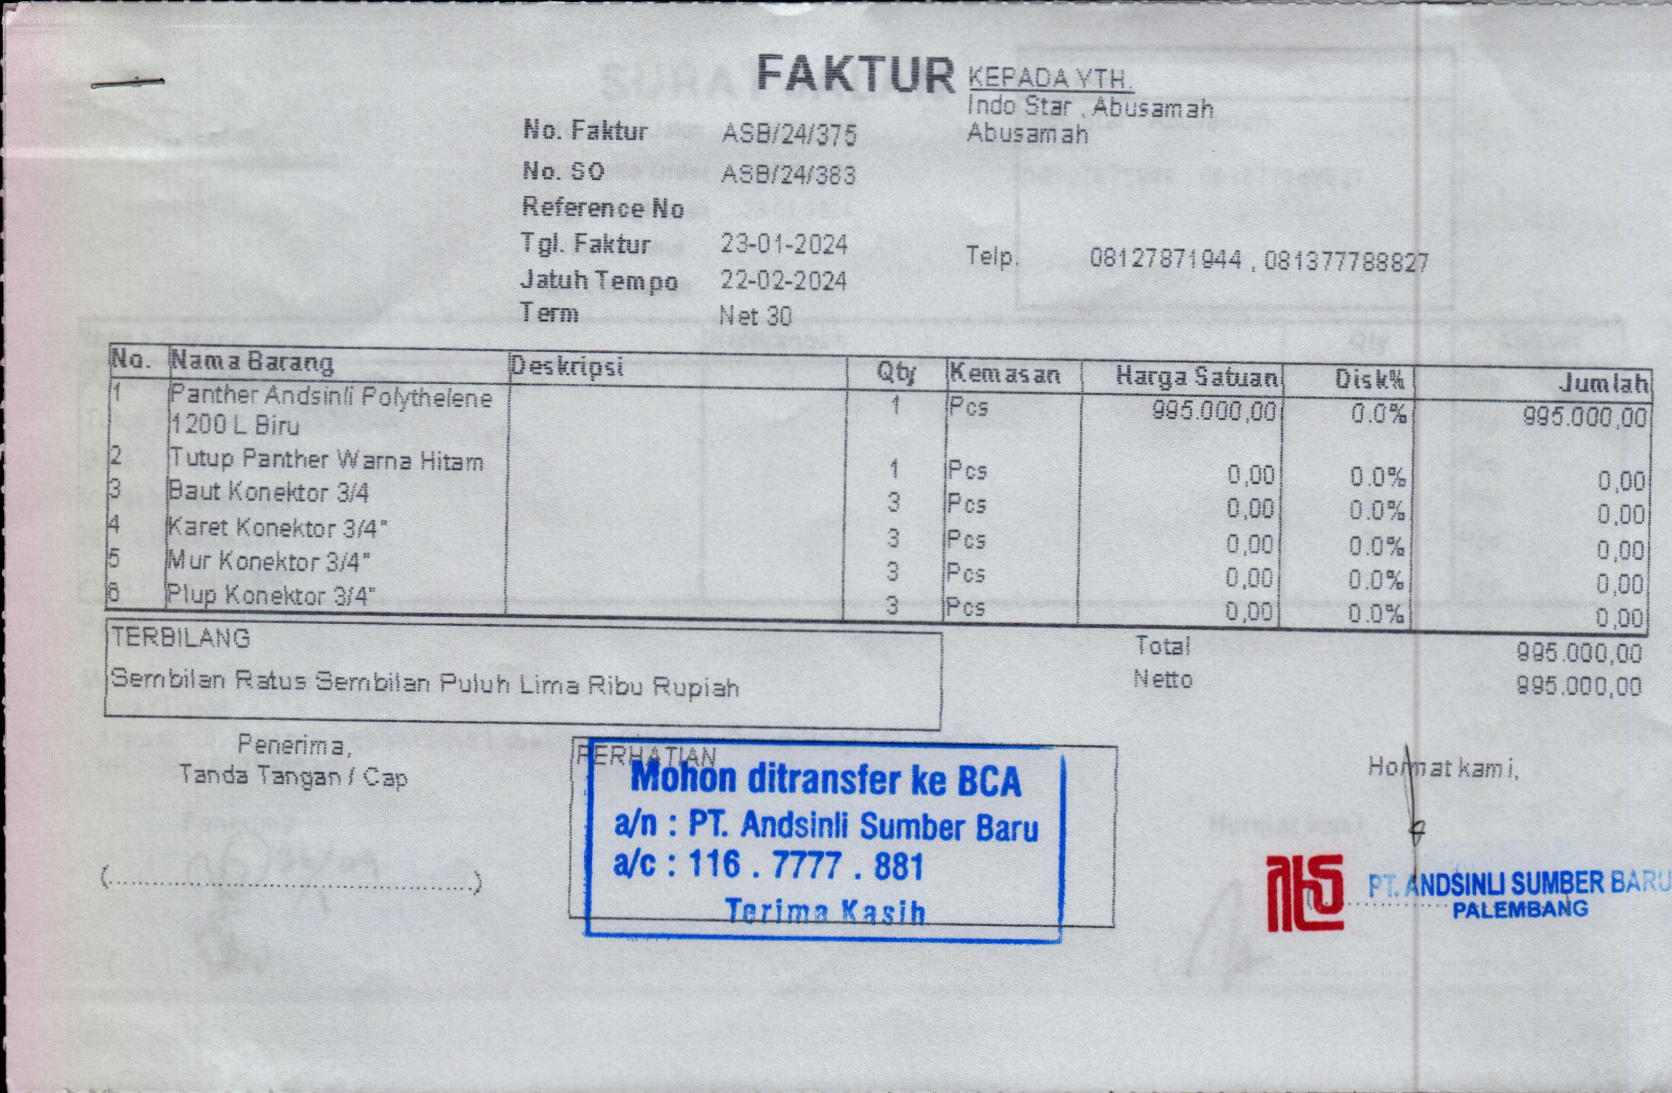 FAKTUR
KEPADA YTH.
Indo Star , Abusamah
Abusamah
No. Faktur ASB/24/375
No. SO ASB/24/383
Reference No
Tgl. Faktur 23-01-2024
Jatuh Tempo 22-02-2024
Term Net 30
Telp. 08127871944 , 081377788827
No. Nama Barang Deskripsi Qty Kemasan Harga Satuan Disk% Jumlah
1 Panther Andsinli Polythelene 1 Pcs 995.000,00 0.0% 995.000,00
1200 L Biru
2 Tutup Panther Warna Hitam 1 Pcs 0,00 0.0% 0,00
3 Baut Konektor 3/4 3 Pcs 0,00 0.0% 0,00
4 Karet Konektor 3/4" 3 Pcs 0,00 0.0% 0,00
5 Mur Konektor 3/4" 3 Pcs 0,00 0.0% 0,00
6 Plup Konektor 3/4" 3 Pcs 0,00 0.0% 0,00
TERBILANG
Sembilan Ratus Sembilan Puluh Lima Ribu Rupiah
Total 995.000,00
Netto 995.000,00
Penerima,
Tanda Tangan / Cap
(................................................)
PERHATIAN
Mohon ditransfer ke BCA
a/n : PT. Andsinli Sumber Baru
a/c : 116 . 7777 . 881
Terima Kasih
Hormat kami,
PT. ANDSINLI SUMBER BARU
PALEMBANG